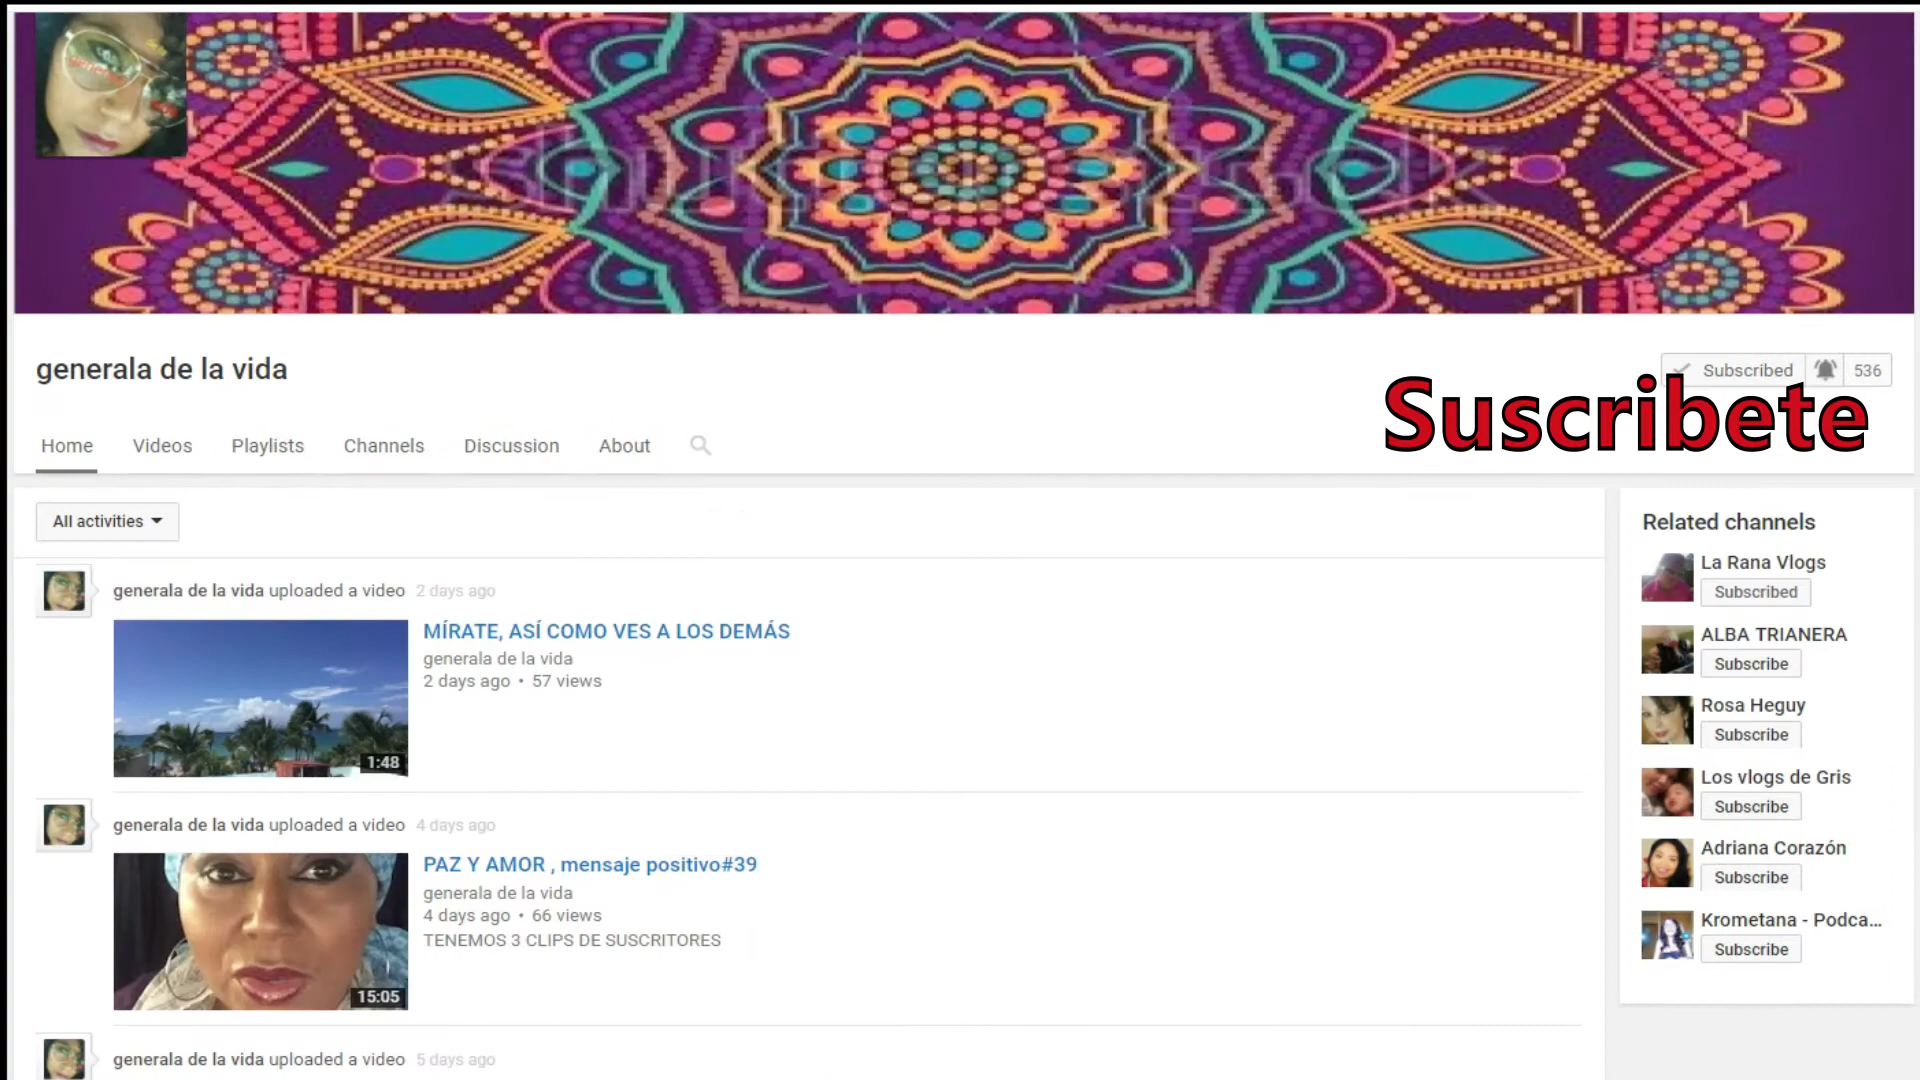 shutterstock
generala de la vida
Subscribed 536
Suscribete
Home Videos Playlists Channels Discussion About
All activities
generala de la vida uploaded a video 2 days ago
MÍRATE, ASÍ COMO VES A LOS DEMÁS
generala de la vida
2 days ago • 57 views
1:48
generala de la vida uploaded a video 4 days ago
PAZ Y AMOR , mensaje positivo#39
generala de la vida
4 days ago • 66 views
TENEMOS 3 CLIPS DE SUSCRITORES
15:05
generala de la vida uploaded a video 5 days ago
Related channels
La Rana Vlogs
Subscribed
ALBA TRIANERA
Subscribe
Rosa Heguy
Subscribe
Los vlogs de Gris
Subscribe
Adriana Corazón
Subscribe
Krometana - Podca...
Subscribe